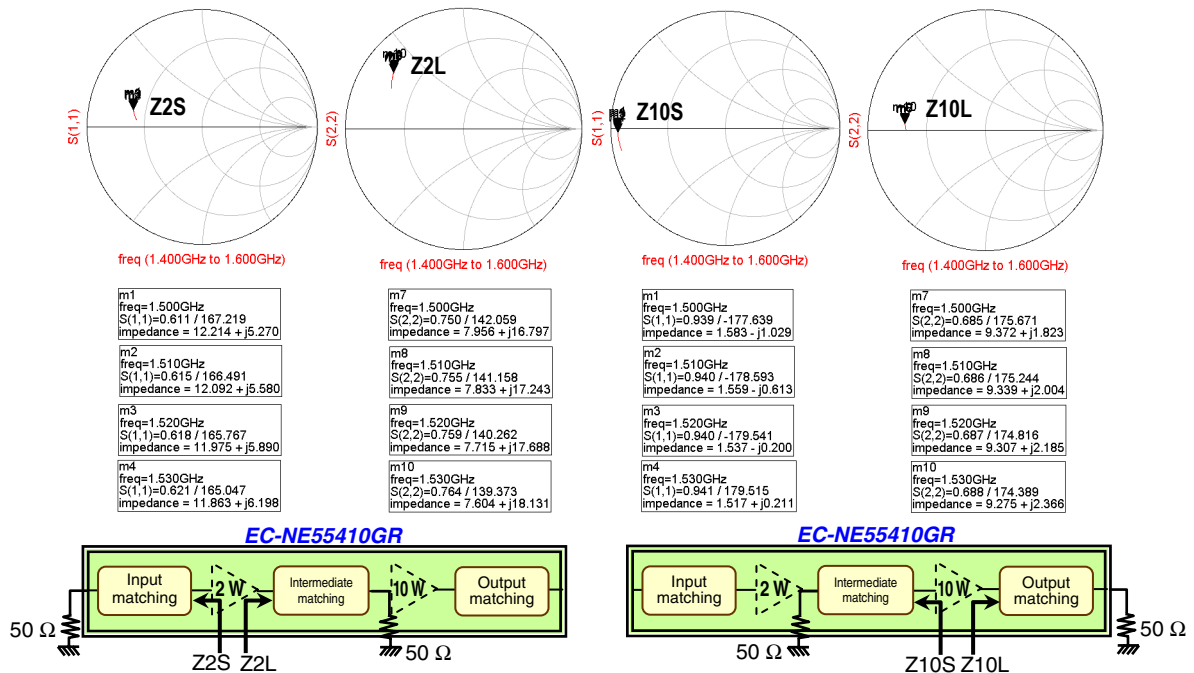 Z2S
S(1,1)
freq (1.400GHz to 1.600GHz)
Z2L
S(2,2)
freq (1.400GHz to 1.600GHz)
Z10S
S(1,1)
freq (1.400GHz to 1.600GHz)
Z10L
S(2,2)
freq (1.400GHz to 1.600GHz)
m1
freq=1.500GHz
S(1,1)=0.611 / 167.219
impedance = 12.214 + j5.270
m2
freq=1.510GHz
S(1,1)=0.615 / 166.491
impedance = 12.092 + j5.580
m3
freq=1.520GHz
S(1,1)=0.618 / 165.767
impedance = 11.975 + j5.890
m4
freq=1.530GHz
S(1,1)=0.621 / 165.047
impedance = 11.863 + j6.198
m7
freq=1.500GHz
S(2,2)=0.750 / 142.059
impedance = 7.956 + j16.797
m8
freq=1.510GHz
S(2,2)=0.755 / 141.158
impedance = 7.833 + j17.243
m9
freq=1.520GHz
S(2,2)=0.759 / 140.262
impedance = 7.715 + j17.688
m10
freq=1.530GHz
S(2,2)=0.764 / 139.373
impedance = 7.604 + j18.131
m1
freq=1.500GHz
S(1,1)=0.939 / -177.639
impedance = 1.583 - j1.029
m2
freq=1.510GHz
S(1,1)=0.940 / -178.593
impedance = 1.559 - j0.613
m3
freq=1.520GHz
S(1,1)=0.940 / -179.541
impedance = 1.537 - j0.200
m4
freq=1.530GHz
S(1,1)=0.941 / 179.515
impedance = 1.517 + j0.211
m7
freq=1.500GHz
S(2,2)=0.685 / 175.671
impedance = 9.372 + j1.823
m8
freq=1.510GHz
S(2,2)=0.686 / 175.244
impedance = 9.339 + j2.004
m9
freq=1.520GHz
S(2,2)=0.687 / 174.816
impedance = 9.307 + j2.185
m10
freq=1.530GHz
S(2,2)=0.688 / 174.389
impedance = 9.275 + j2.366
EC-NE55410GR
Input
matching
2 W
Intermediate
matching
10 W
Output
matching
50 Ω
Z2S Z2L
50 Ω
EC-NE55410GR
Input
matching
2 W
Intermediate
matching
10 W
Output
matching
50 Ω
Z10S Z10L
50 Ω